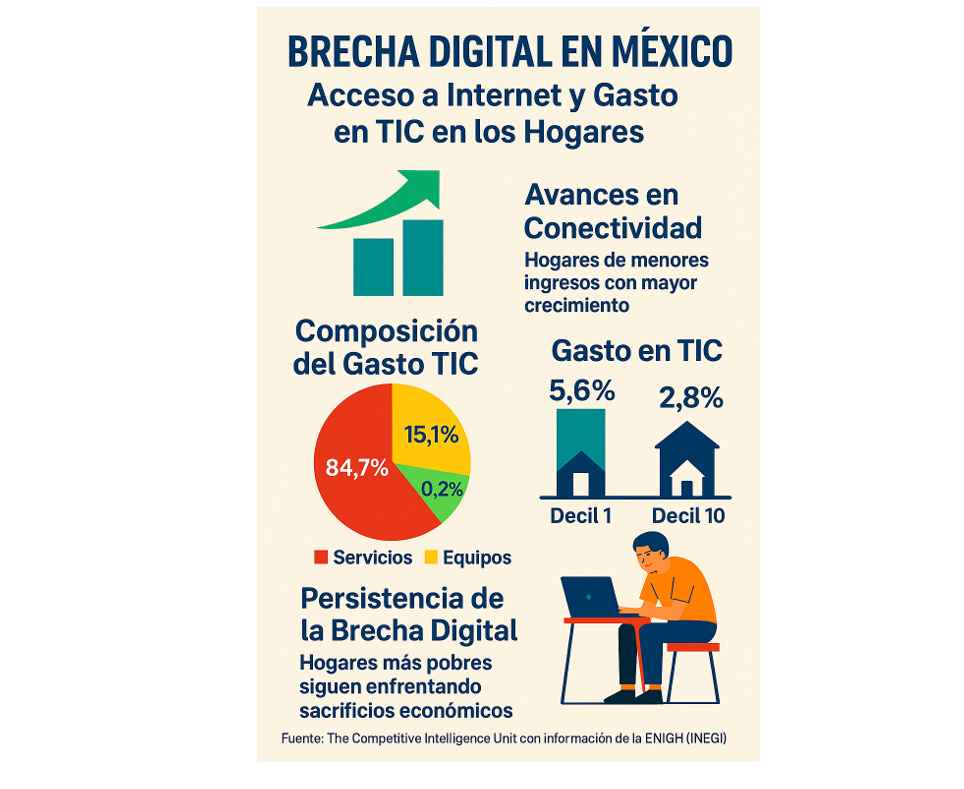 BRECHA DIGITAL EN MÉXICO
Acceso a Internet y Gasto
en TIC en los Hogares
Avances en
Conectividad
Hogares de menores
ingresos con mayor
crecimiento
Composición
del Gasto TIC
84,7%
15,1%
0,2%
Servicios
Equipos
Gasto en TIC
5,6%
2,8%
Decil 1
Decil 10
Persistencia de
la Brecha Digital
Hogares más pobres
siguen enfrentando
sacrificios económicos
Fuente: The Competitive Intelligence Unit con información de la ENIGH (INEGI)